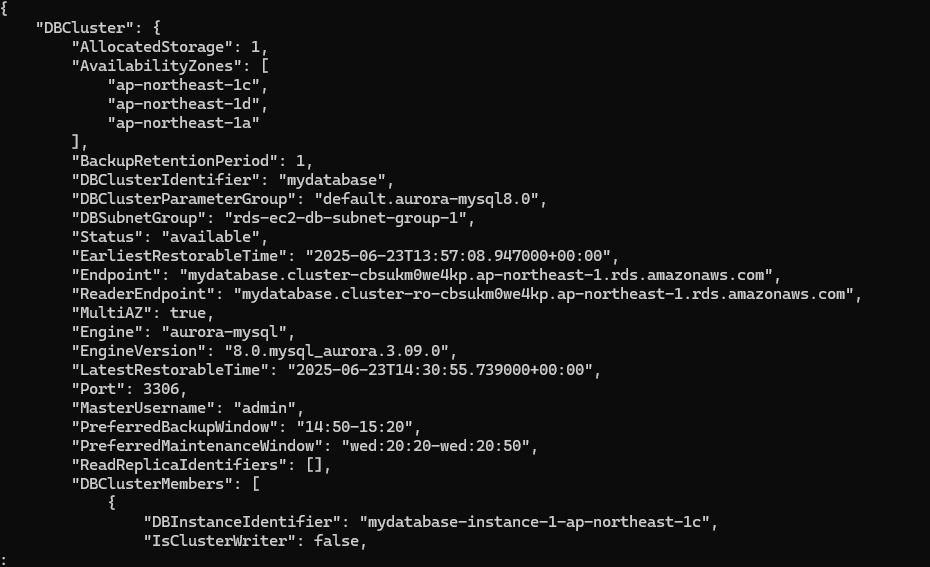 {
    "DBCluster": {
        "AllocatedStorage": 1,
        "AvailabilityZones": [
            "ap-northeast-1c",
            "ap-northeast-1d",
            "ap-northeast-1a"
        ],
        "BackupRetentionPeriod": 1,
        "DBClusterIdentifier": "mydatabase",
        "DBClusterParameterGroup": "default.aurora-mysql8.0",
        "DBSubnetGroup": "rds-ec2-db-subnet-group-1",
        "Status": "available",
        "EarliestRestorableTime": "2025-06-23T13:57:08.947000+00:00",
        "Endpoint": "mydatabase.cluster-cbsukm0we4kp.ap-northeast-1.rds.amazonaws.com",
        "ReaderEndpoint": "mydatabase.cluster-ro-cbsukm0we4kp.ap-northeast-1.rds.amazonaws.com",
        "MultiAZ": true,
        "Engine": "aurora-mysql",
        "EngineVersion": "8.0.mysql_aurora.3.09.0",
        "LatestRestorableTime": "2025-06-23T14:30:55.739000+00:00",
        "Port": 3306,
        "MasterUsername": "admin",
        "PreferredBackupWindow": "14:50-15:20",
        "PreferredMaintenanceWindow": "wed:20:20-wed:20:50",
        "ReadReplicaIdentifiers": [],
        "DBClusterMembers": [
            {
                "DBInstanceIdentifier": "mydatabase-instance-1-ap-northeast-1c",
                "IsClusterWriter": false,
: